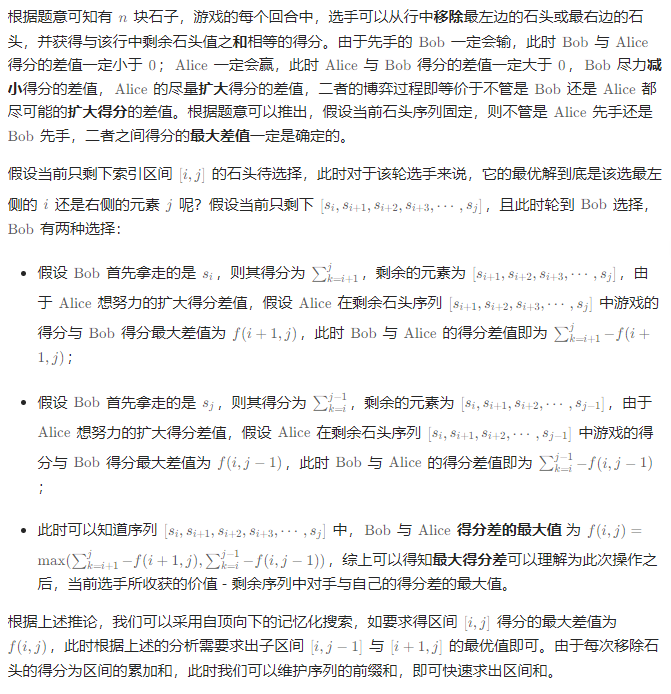 根据题意可知有 n 块石子，游戏的每个回合中，选手可以从行中移除最左边的石头或最右边的石
头，并获得与该行中剩余石头值之和相等的得分。由于先手的 Bob 一定会输，此时 Bob 与 Alice
得分的差值一定小于 0；Alice 一定会赢，此时 Alice 与 Bob 得分的差值一定大于 0，Bob 尽力减
小得分的差值，Alice 的尽量扩大得分的差值，二者的博弈过程即等价于不管是 Bob 还是 Alice 都
尽可能的扩大得分的差值。根据题意可以推出，假设当前石头序列固定，则不管是 Alice 先手还是
Bob 先手，二者之间得分的最大差值一定是确定的。
假设当前只剩下索引区间 [i, j] 的石头待选择，此时对于该轮选手来说，它的最优解到底是该选最左
侧的 i 还是右侧的元素 j 呢？假设当前只剩下 [s_i, s_{i+1}, s_{i+2}, s_{i+3}, ⋯, s_j]，且此时轮到 Bob 选择，
Bob 有两种选择：
• 假设 Bob 首先拿走的是 s_i，则其得分为 ∑_{k=i+1}^{j}，剩余的元素为 [s_{i+1}, s_{i+2}, s_{i+3}, ⋯, s_j]，由
于 Alice 想努力的扩大得分差值，假设 Alice 在剩余石头序列 [s_{i+1}, s_{i+2}, s_{i+3}, ⋯, s_j] 中游戏的
得分与 Bob 得分最大差值为 f(i + 1, j)，此时 Bob 与 Alice 的得分差值即为 ∑_{k=i+1}^{j} −f(i +
1, j)；
• 假设 Bob 首先拿走的是 s_j，则其得分为 ∑_{k=i}^{j−1}，剩余的元素为 [s_i, s_{i+1}, s_{i+2}, ⋯, s_{j−1}]，由于
Alice 想努力的扩大得分差值，假设 Alice 在剩余石头序列 [s_i, s_{i+1}, s_{i+2}, ⋯, s_{j−1}] 中游戏的得
分与 Bob 得分最大差值为 f(i, j − 1)，此时 Bob 与 Alice 的得分差值即为 ∑_{k=i}^{j−1} −f(i, j − 1)
；
• 此时可以知道序列 [s_i, s_{i+1}, s_{i+2}, s_{i+3}, ⋯, s_j] 中，Bob 与 Alice 得分差的最大值 为 f(i, j) =
max(∑_{k=i+1}^{j} −f(i + 1, j), ∑_{k=i}^{j−1} −f(i, j − 1))，综上可以得知最大得分差可以理解为此次操作之
后，当前选手所收获的价值 - 剩余序列中对手与自己的得分差的最大值。
根据上述推论，我们可以采用自顶向下的记忆化搜索，如要求得区间 [i, j] 得分的最大差值为
f(i, j)，此时根据上述的分析需要求出子区间 [i, j − 1] 与 [i + 1, j] 的最优值即可。由于每次移除石
头的得分为区间的累加和，此时我们可以维护序列的前缀和，即可快速求出区间和。